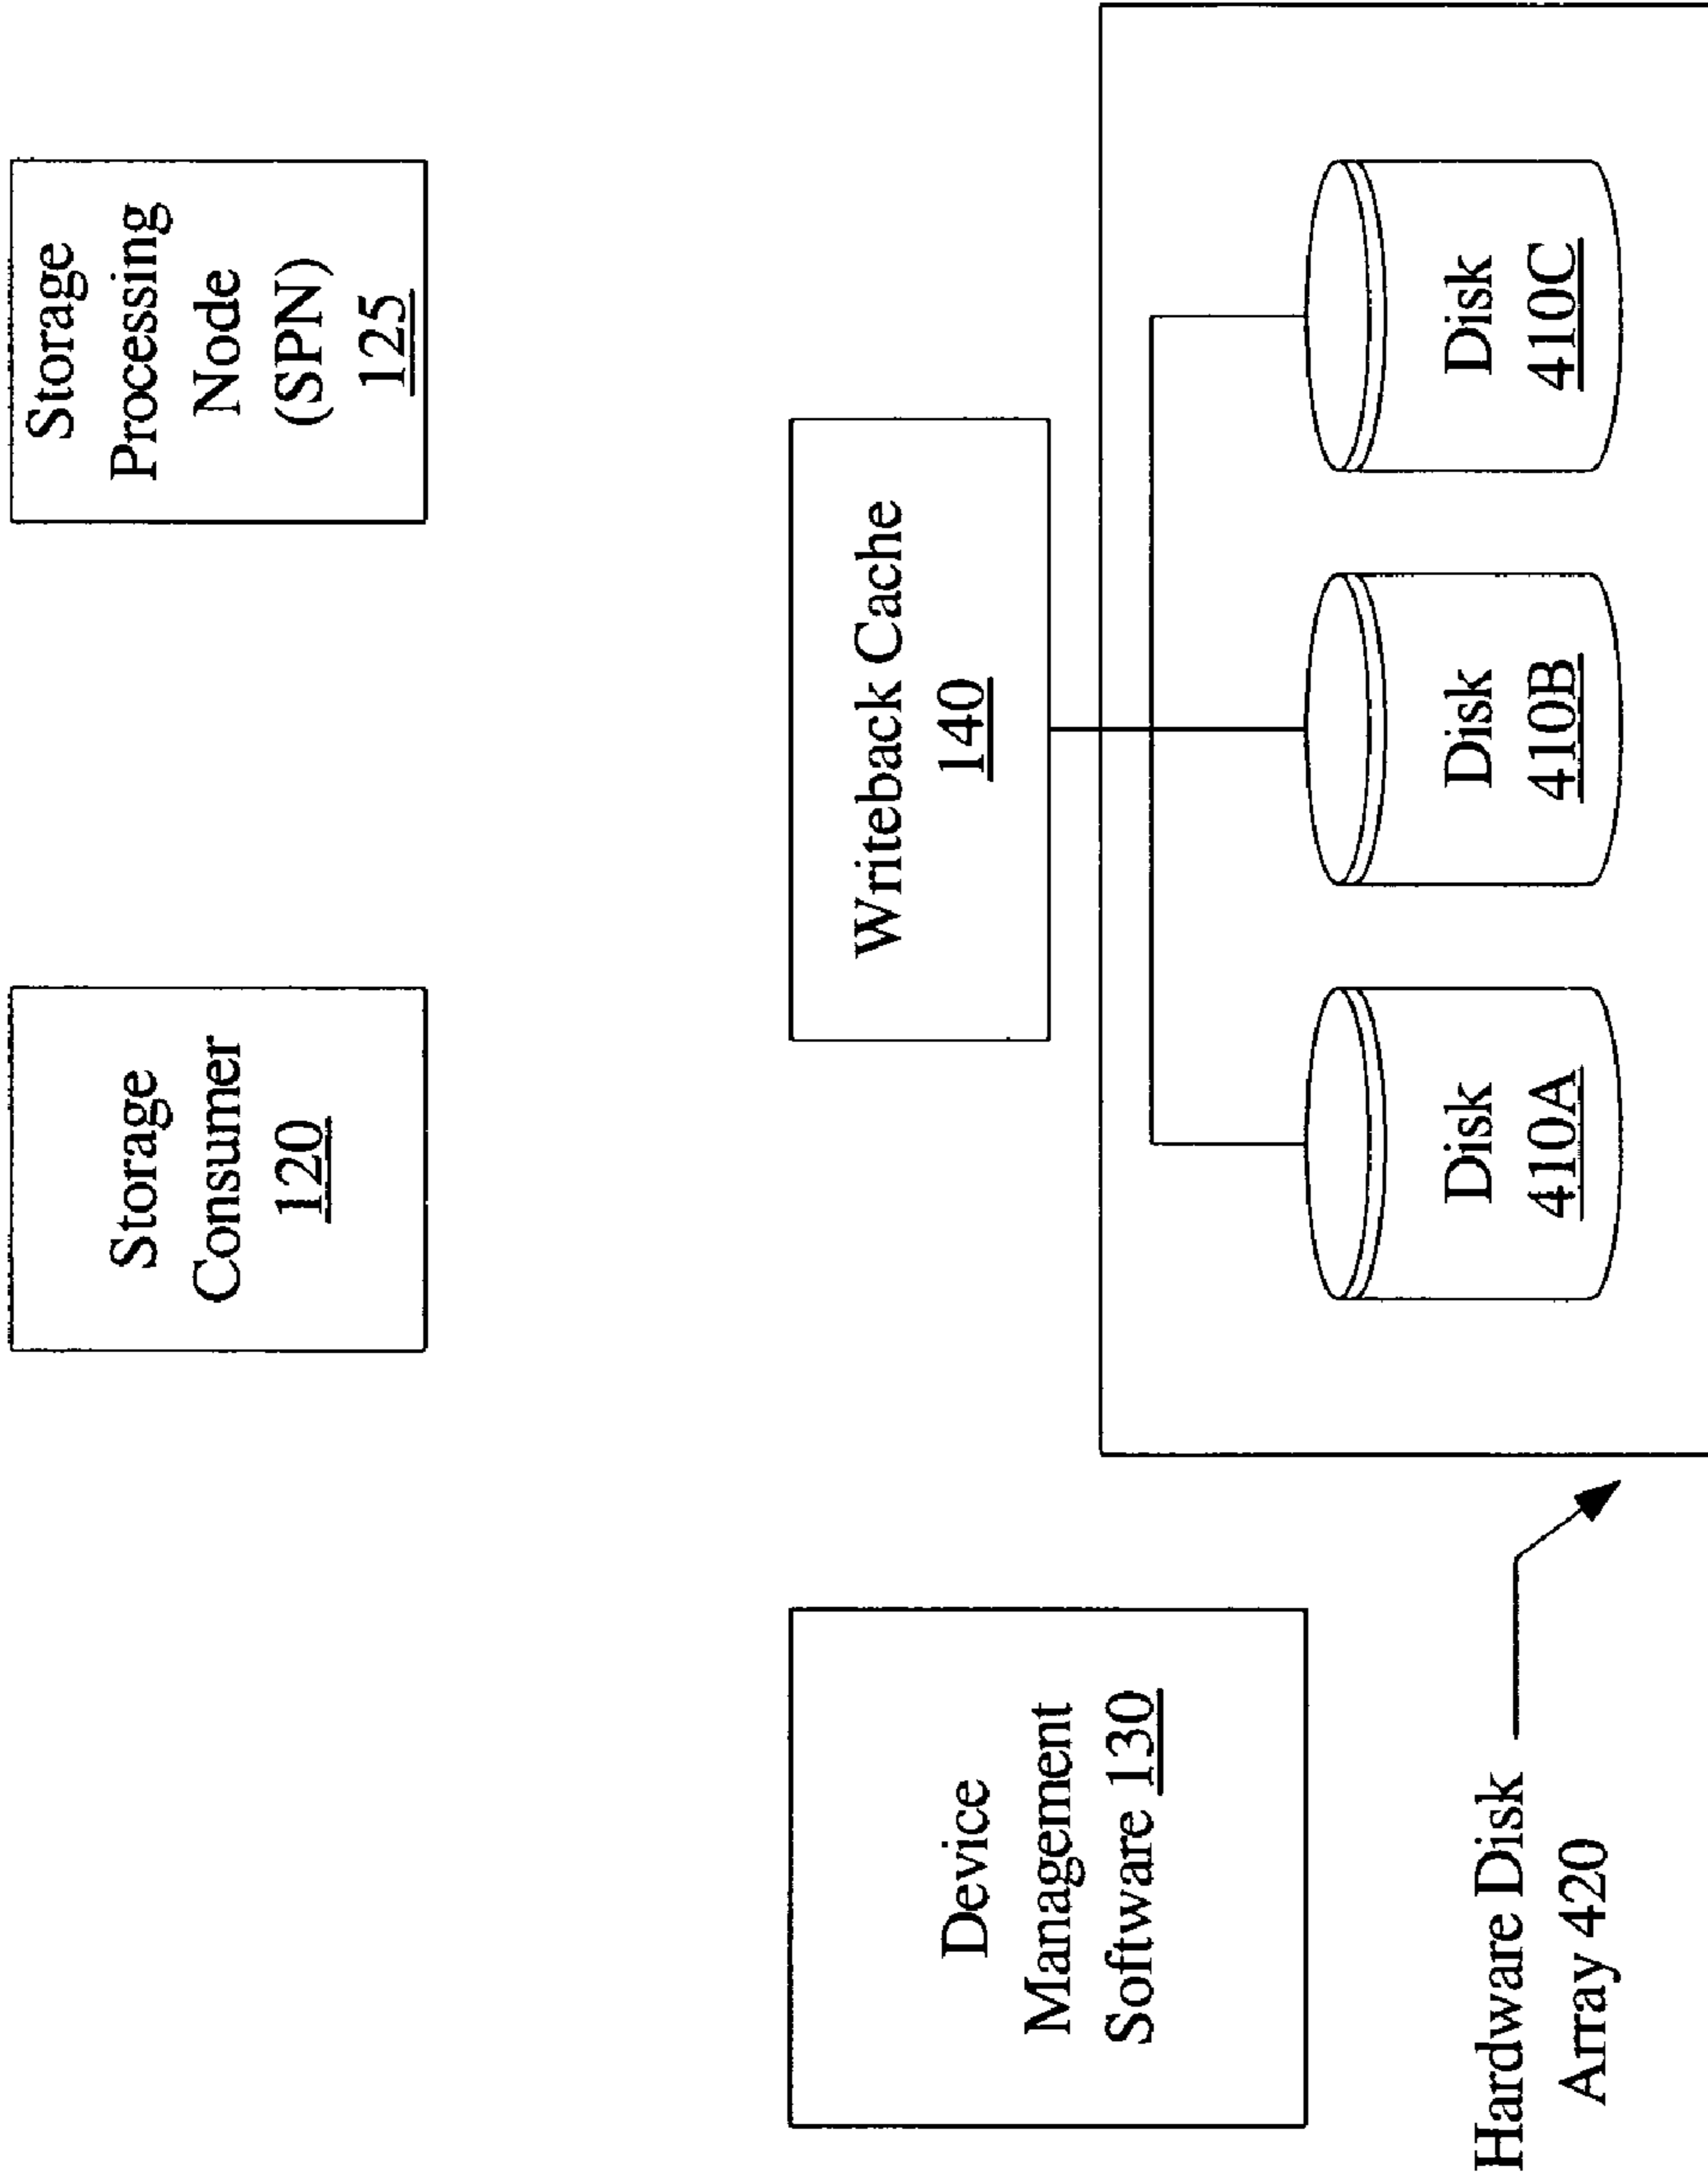 Storage
Consumer
120
Storage
Processing
Node
(SPN)
125
Device
Management
Software 130
Writeback Cache
140
Hardware Disk
Array 420
Disk
410A
Disk
410B
Disk
410C